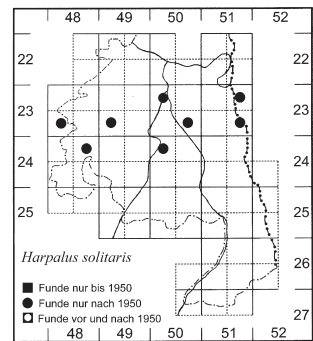 48 49 50 51 52
22 22
23 23
24 24
25 25
Harpalus solitaris
26
Funde nur bis 1950
Funde nur nach 1950
Funde vor und nach 1950
27
48 49 50 51 52